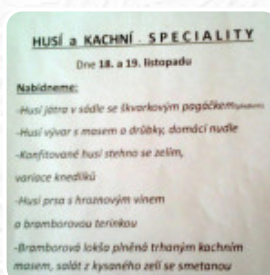 HUSÍ a KACHNÍ SPECIALITY
Dne 18. a 19. listopadu
Nabídneme:
-Husí játra v sádle se škvarkovým pagáčkem
-Husí vývar s masem a drůbky, domácí nudle
-Konfitované husí stehno se zelím,
variace knedlíků
-Husí prsa s hroznovým vínem
a bramborovou terinkou
-Bramborová lokše plněná trhaným kachním
masem, salát z kysaného zelí se smetanou